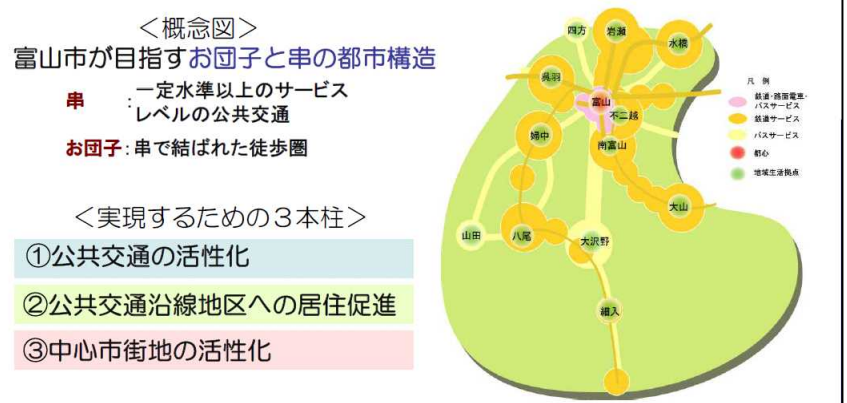 ＜概念図＞
富山市が目指すお団子と串の都市構造
串 ：一定水準以上のサービス
レベルの公共交通
お団子：串で結ばれた徒歩圏
＜実現するための３本柱＞
①公共交通の活性化
②公共交通沿線地区への居住促進
③中心市街地の活性化
四方
岩瀬
水橋
呉羽
富山
不二越
婦中
南富山
大山
山田
八尾
大沢野
細入
凡 例
鉄道・路面電車・
バスサービス
鉄道サービス
バスサービス
都心
地域生活拠点